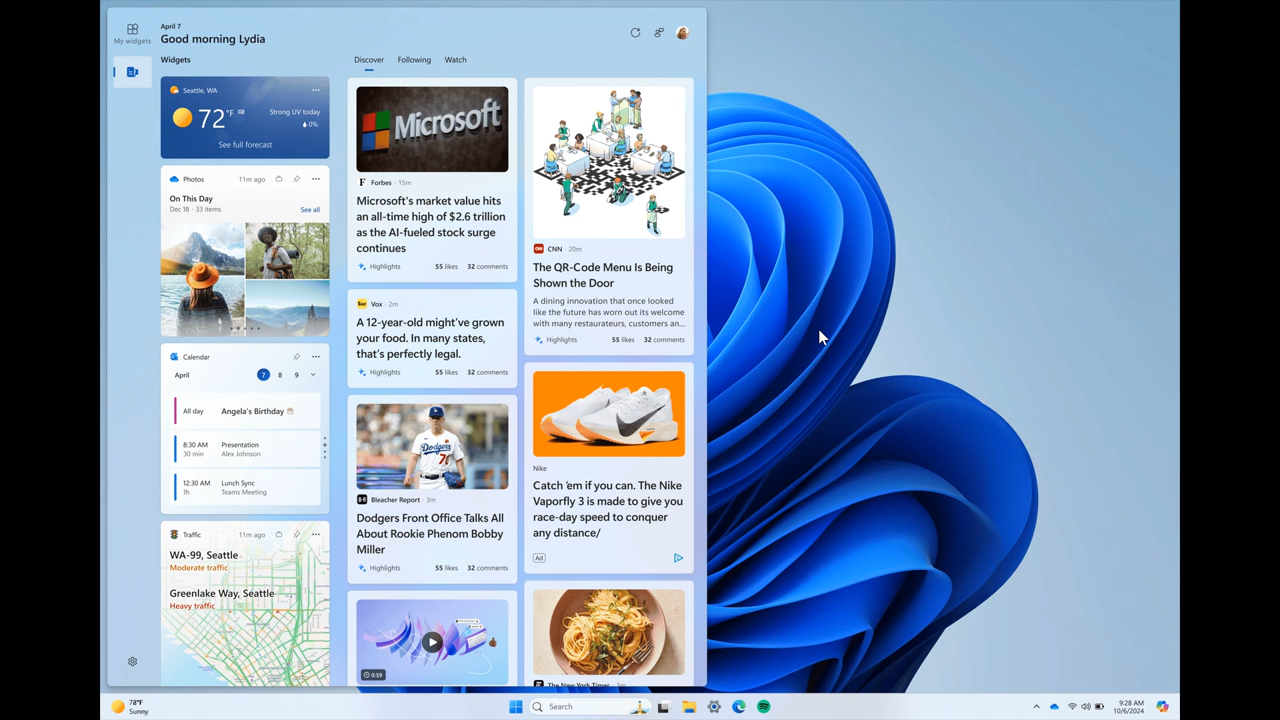 My widgets
April 7
Good morning Lydia
Widgets
Seattle, WA
72°F
Strong UV today
0%
See full forecast
Photos
11m ago
On This Day
Dec 18 · 33 items
See all
Calendar
April
7
8
9
All day
Angela's Birthday
8:30 AM
30 min
Presentation
Alex Johnson
12:30 AM
1h
Lunch Sync
Teams Meeting
Traffic
11m ago
WA-99, Seattle
Moderate traffic
Greenlake Way, Seattle
Heavy traffic
Discover
Following
Watch
Microsoft
Forbes · 15m
Microsoft's market value hits
an all-time high of $2.6 trillion
as the AI-fueled stock surge
continues
Highlights
55 likes
32 comments
Vox
Vox · 2m
A 12-year-old might've grown
your food. In many states,
that's perfectly legal.
Highlights
55 likes
32 comments
Dodgers
70
B·R
Bleacher Report · 3m
Dodgers Front Office Talks All
About Rookie Phenom Bobby
Miller
Highlights
55 likes
32 comments
0:59
CNN
CNN · 20m
The QR-Code Menu Is Being
Shown the Door
A dining innovation that once looked
like the future has worn out its welcome
with many restaurateurs, customers an...
Highlights
55 likes
32 comments
Nike
Catch 'em if you can. The Nike
Vaporfly 3 is made to give you
race-day speed to conquer
any distance/
Ad
The New York Times · 3m
78°F
Sunny
Search
9:28 AM
10/6/2024